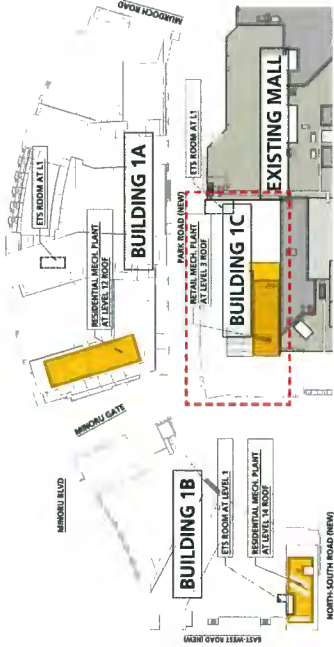 MURDOCH ROAD
ETS ROOM AT L1
BUILDING 1A
RESIDENTIAL MECH. PLANT
AT LEVEL 12 ROOF
MINORU GATE
MINORU BLVD
PARK ROAD (NEW)
ETS ROOM AT L1
EXISTING MALL
RETAIL MECH. PLANT
AT LEVEL 3 ROOF
BUILDING 1C
BUILDING 1B
ETS ROOM AT LEVEL 1
RESIDENTIAL MECH. PLANT
AT LEVEL 14 ROOF
EAST-WEST ROAD (NEW)
NORTH-SOUTH ROAD (NEW)